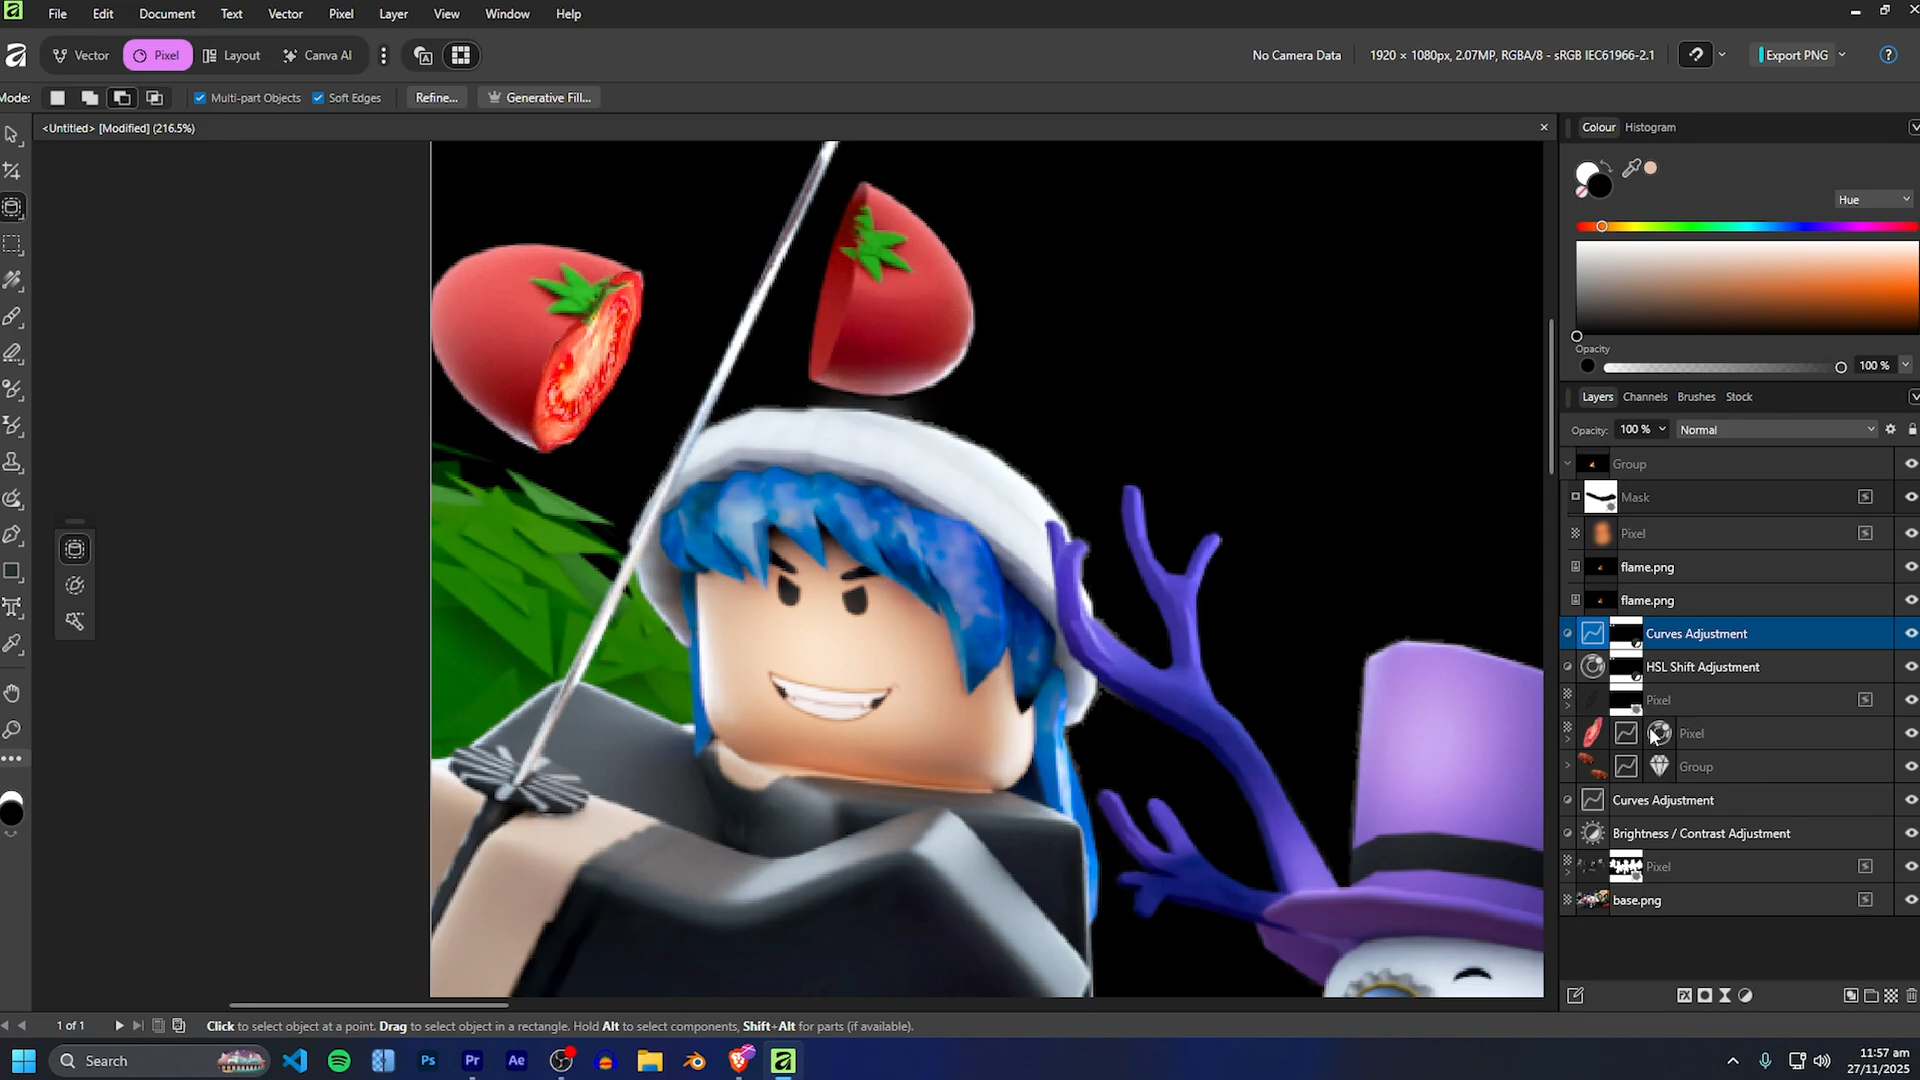 File Edit Document Text Vector Pixel Layer View Window Help
Vector Pixel Layout Canva AI
No Camera Data 1920 × 1080px, 2.07MP, RGBA/8 - sRGB IEC61966-2.1 Export PNG
Mode: Multi-part Objects Soft Edges Refine... Generative Fill...
<Untitled> [Modified] (216.5%)
Colour Histogram
Hue
Opacity
100 %
Layers Channels Brushes Stock
Opacity: 100 % Normal
Group
Mask
Pixel
flame.png
flame.png
Curves Adjustment
HSL Shift Adjustment
Pixel
Pixel
Group
Curves Adjustment
Brightness / Contrast Adjustment
Pixel
base.png
1 of 1 Click to select object at a point. Drag to select object in a rectangle. Hold Alt to select components, Shift+Alt for parts (if available).
Search Ps Pr Ae
11:57 am
27/11/2025